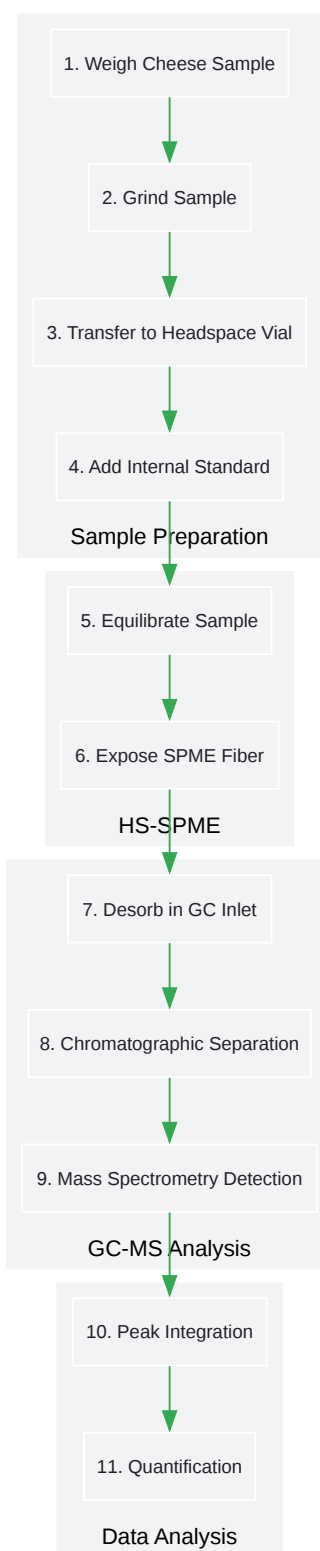 1. Weigh Cheese Sample
2. Grind Sample
3. Transfer to Headspace Vial
4. Add Internal Standard
Sample Preparation
5. Equilibrate Sample
6. Expose SPME Fiber
HS-SPME
7. Desorb in GC Inlet
8. Chromatographic Separation
9. Mass Spectrometry Detection
GC-MS Analysis
10. Peak Integration
11. Quantification
Data Analysis